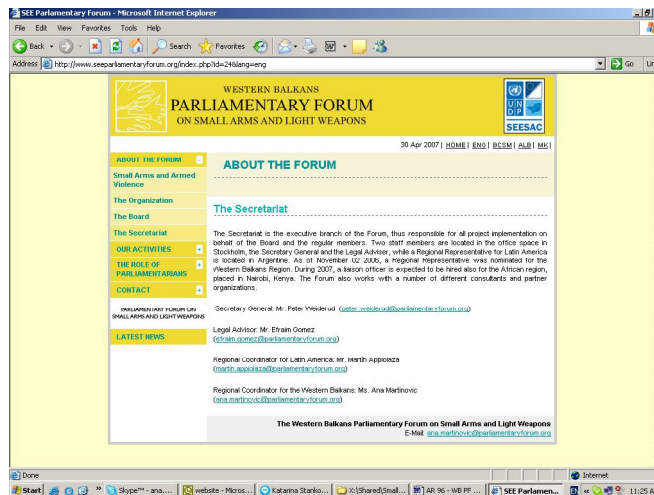 SEE Parlamentary Forum - Microsoft Internet Explorer
File Edit View Favorites Tools Help
Back Search Favorites
Address http://www.seeparliamentaryforum.org/index.php?id=24&lang=eng Go
WESTERN BALKANS
PARLIAMENTARY FORUM
ON SMALL ARMS AND LIGHT WEAPONS
U N
D P
SEESAC
30 Apr 2007 | HOME | ENG | BCSM | ALB | MK |
ABOUT THE FORUM
Small Arms and Armed
Violence
The Organization
The Board
The Secretariat
OUR ACTIVITIES
THE ROLE OF
PARLIAMENTARIANS
CONTACT
PARLIAMENTARY FORUM ON
SMALL ARMS AND LIGHT WEAPONS
LATEST NEWS
ABOUT THE FORUM
The Secretariat
The Secretariat is the executive branch of the Forum, thus responsible for all project implementation on
behalf of the Board and the regular members. Two staff members are located in the office space in
Stockholm, the Secretary General and the Legal Adviser, while a Regional Representative for Latin America
is located in Argentine. As of November 02 2006, a Regional Representative was nominated for the
Western Balkans Region. During 2007, a liaison officer is expected to be hired also for the African region,
placed in Nairobi, Kenya. The Forum also works with a number of different consultants and partner
organizations.
Secretary General: Mr. Peter Weiderud (peter.weiderud@parliamentaryforum.org)
Legal Advisor: Mr. Efraim Gomez
(efraim.gomez@parliamentaryforum.org)
Regional Coordinator for Latin America: Mr. Martín Appiolaza
(martin.appiolaza@parliamentaryforum.org)
Regional Coordinator for the Western Balkans: Ms. Ana Martinovic
(ana.martinovic@parliamentaryforum.org)
The Western Balkans Parliamentary Forum on Small Arms and Light Weapons
E-Mail: ana.martinovic@parliamentaryforum.org
Done Internet
Start Skype™ - ana.... website - Micros... Katarina Stanko... X:\Shared\Small... AR 96 - WB PF ... SEE Parlamen... EN 11:25 A